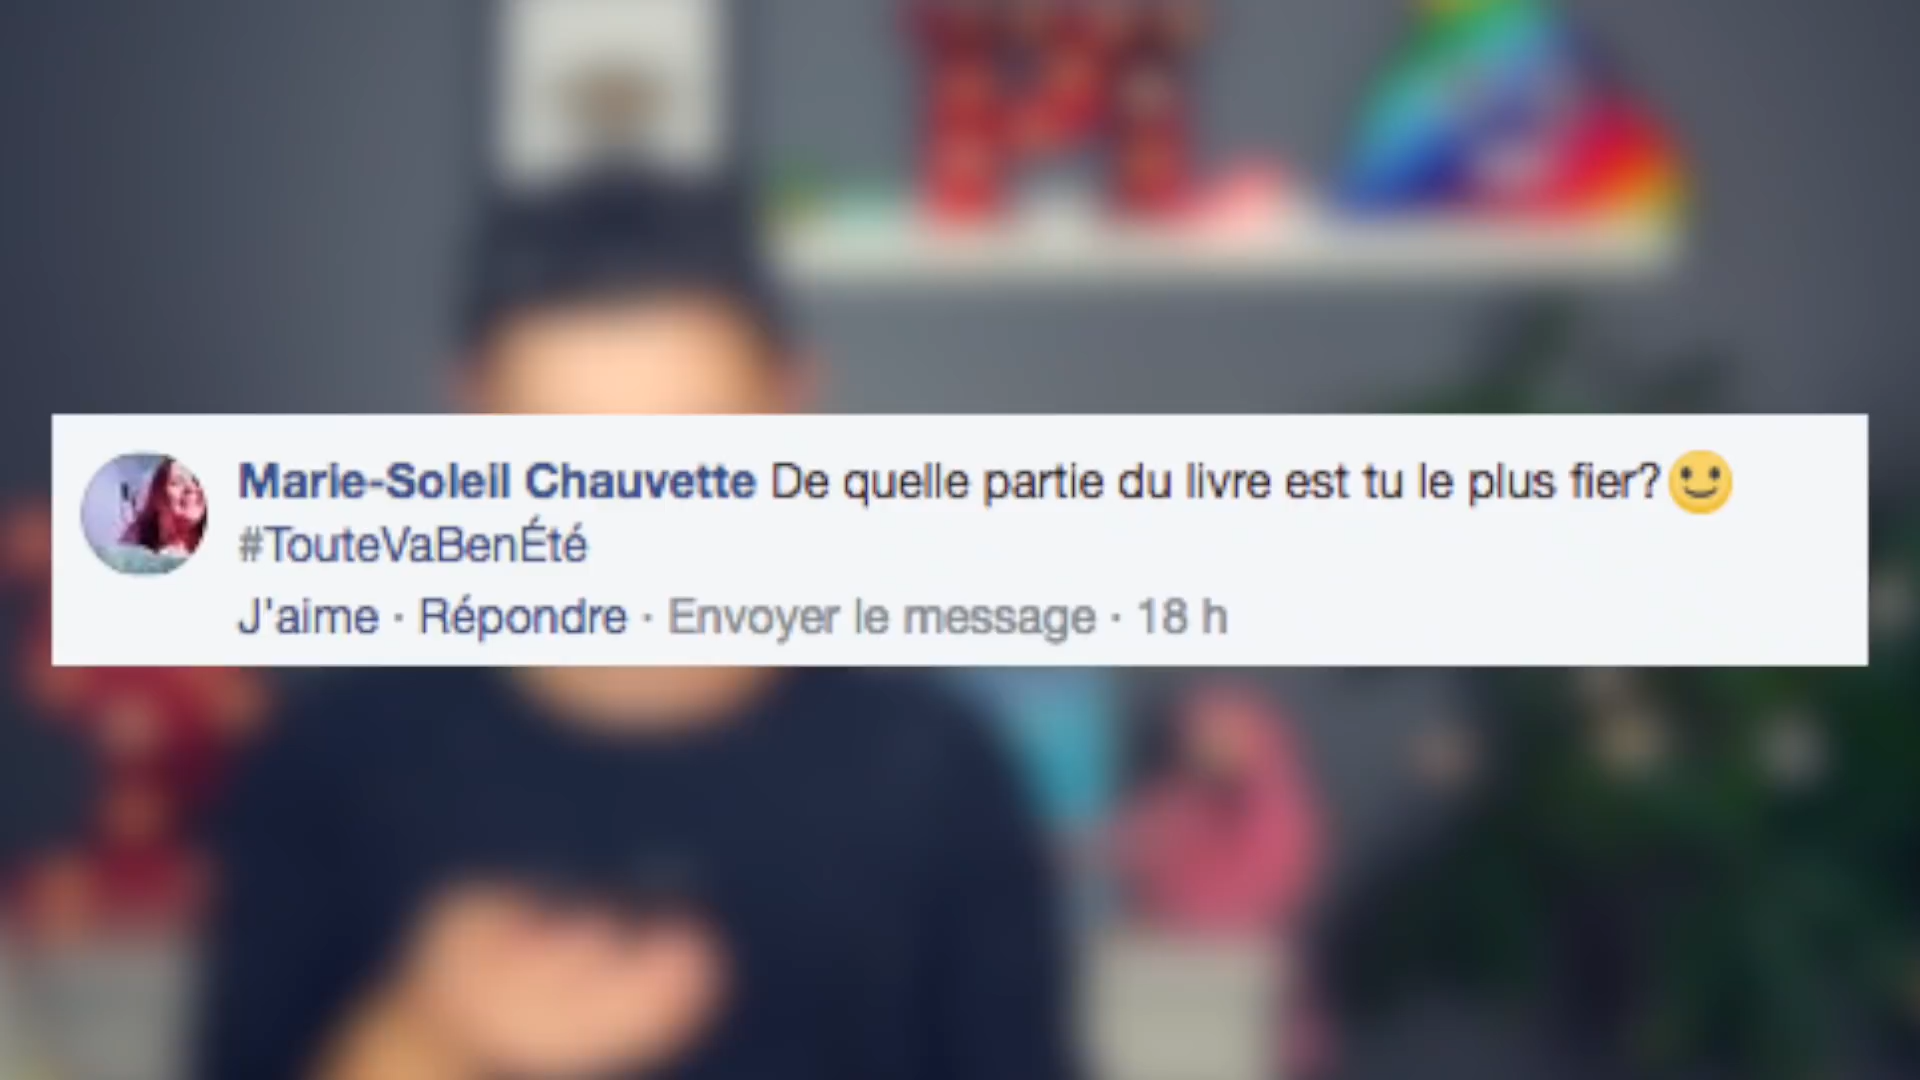 Marie-Soleil Chauvette De quelle partie du livre est tu le plus fier?🙂
#TouteVaBenÉté
J'aime · Répondre · Envoyer le message · 18 h